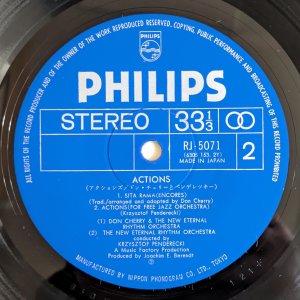 ALL RIGHTS OF THE RECORD PRODUCER AND OF THE OWNER OF THE WORK REPRODUCED RESERVED. COPYING, PUBLIC PERFORMANCE AND BROADCASTING OF THIS RECORD PROHIBITED.
PHILIPS
PHILIPS
STEREO 33⅓
RJ-5071
(6305 153.2Y)
MADE IN JAPAN
2
ACTIONS
(アクションズ/ドン・チェリーとペンデレツキー)
1. SITA RAMA(ENCORES)
(Trad./arranged and adapted by Don Cherry)
2. ACTIONS(FOR FREE JAZZ ORCHESTRA)
(Krzysztof Penderecki)
(1) DON CHERRY & THE NEW ETERNAL
RHYTHM ORCHESTRA
(2) THE NEW ETERNAL RHYTHM ORCHESTRA
conducted by
KRZYSZTOF PENDERECKI
A Music Factory Production
Produced by Joachim E. Berendt
MANUFACTURED BY NIPPON PHONOGRAM CO., LTD. TOKYO